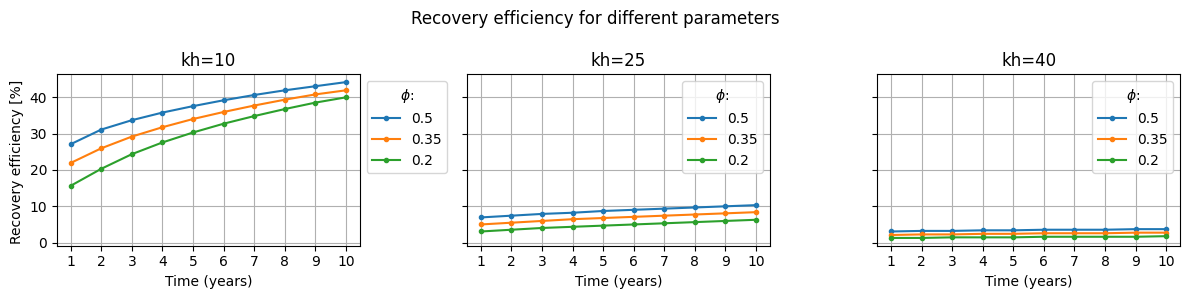 Recovery efficiency for different parameters
kh=10
Recovery efficiency [%]
40
30
20
10
0
1 2 3 4 5 6 7 8 9 10
Time (years)
ϕ:
0.5
0.35
0.2
kh=25
1 2 3 4 5 6 7 8 9 10
Time (years)
ϕ:
0.5
0.35
0.2
kh=40
1 2 3 4 5 6 7 8 9 10
Time (years)
ϕ:
0.5
0.35
0.2